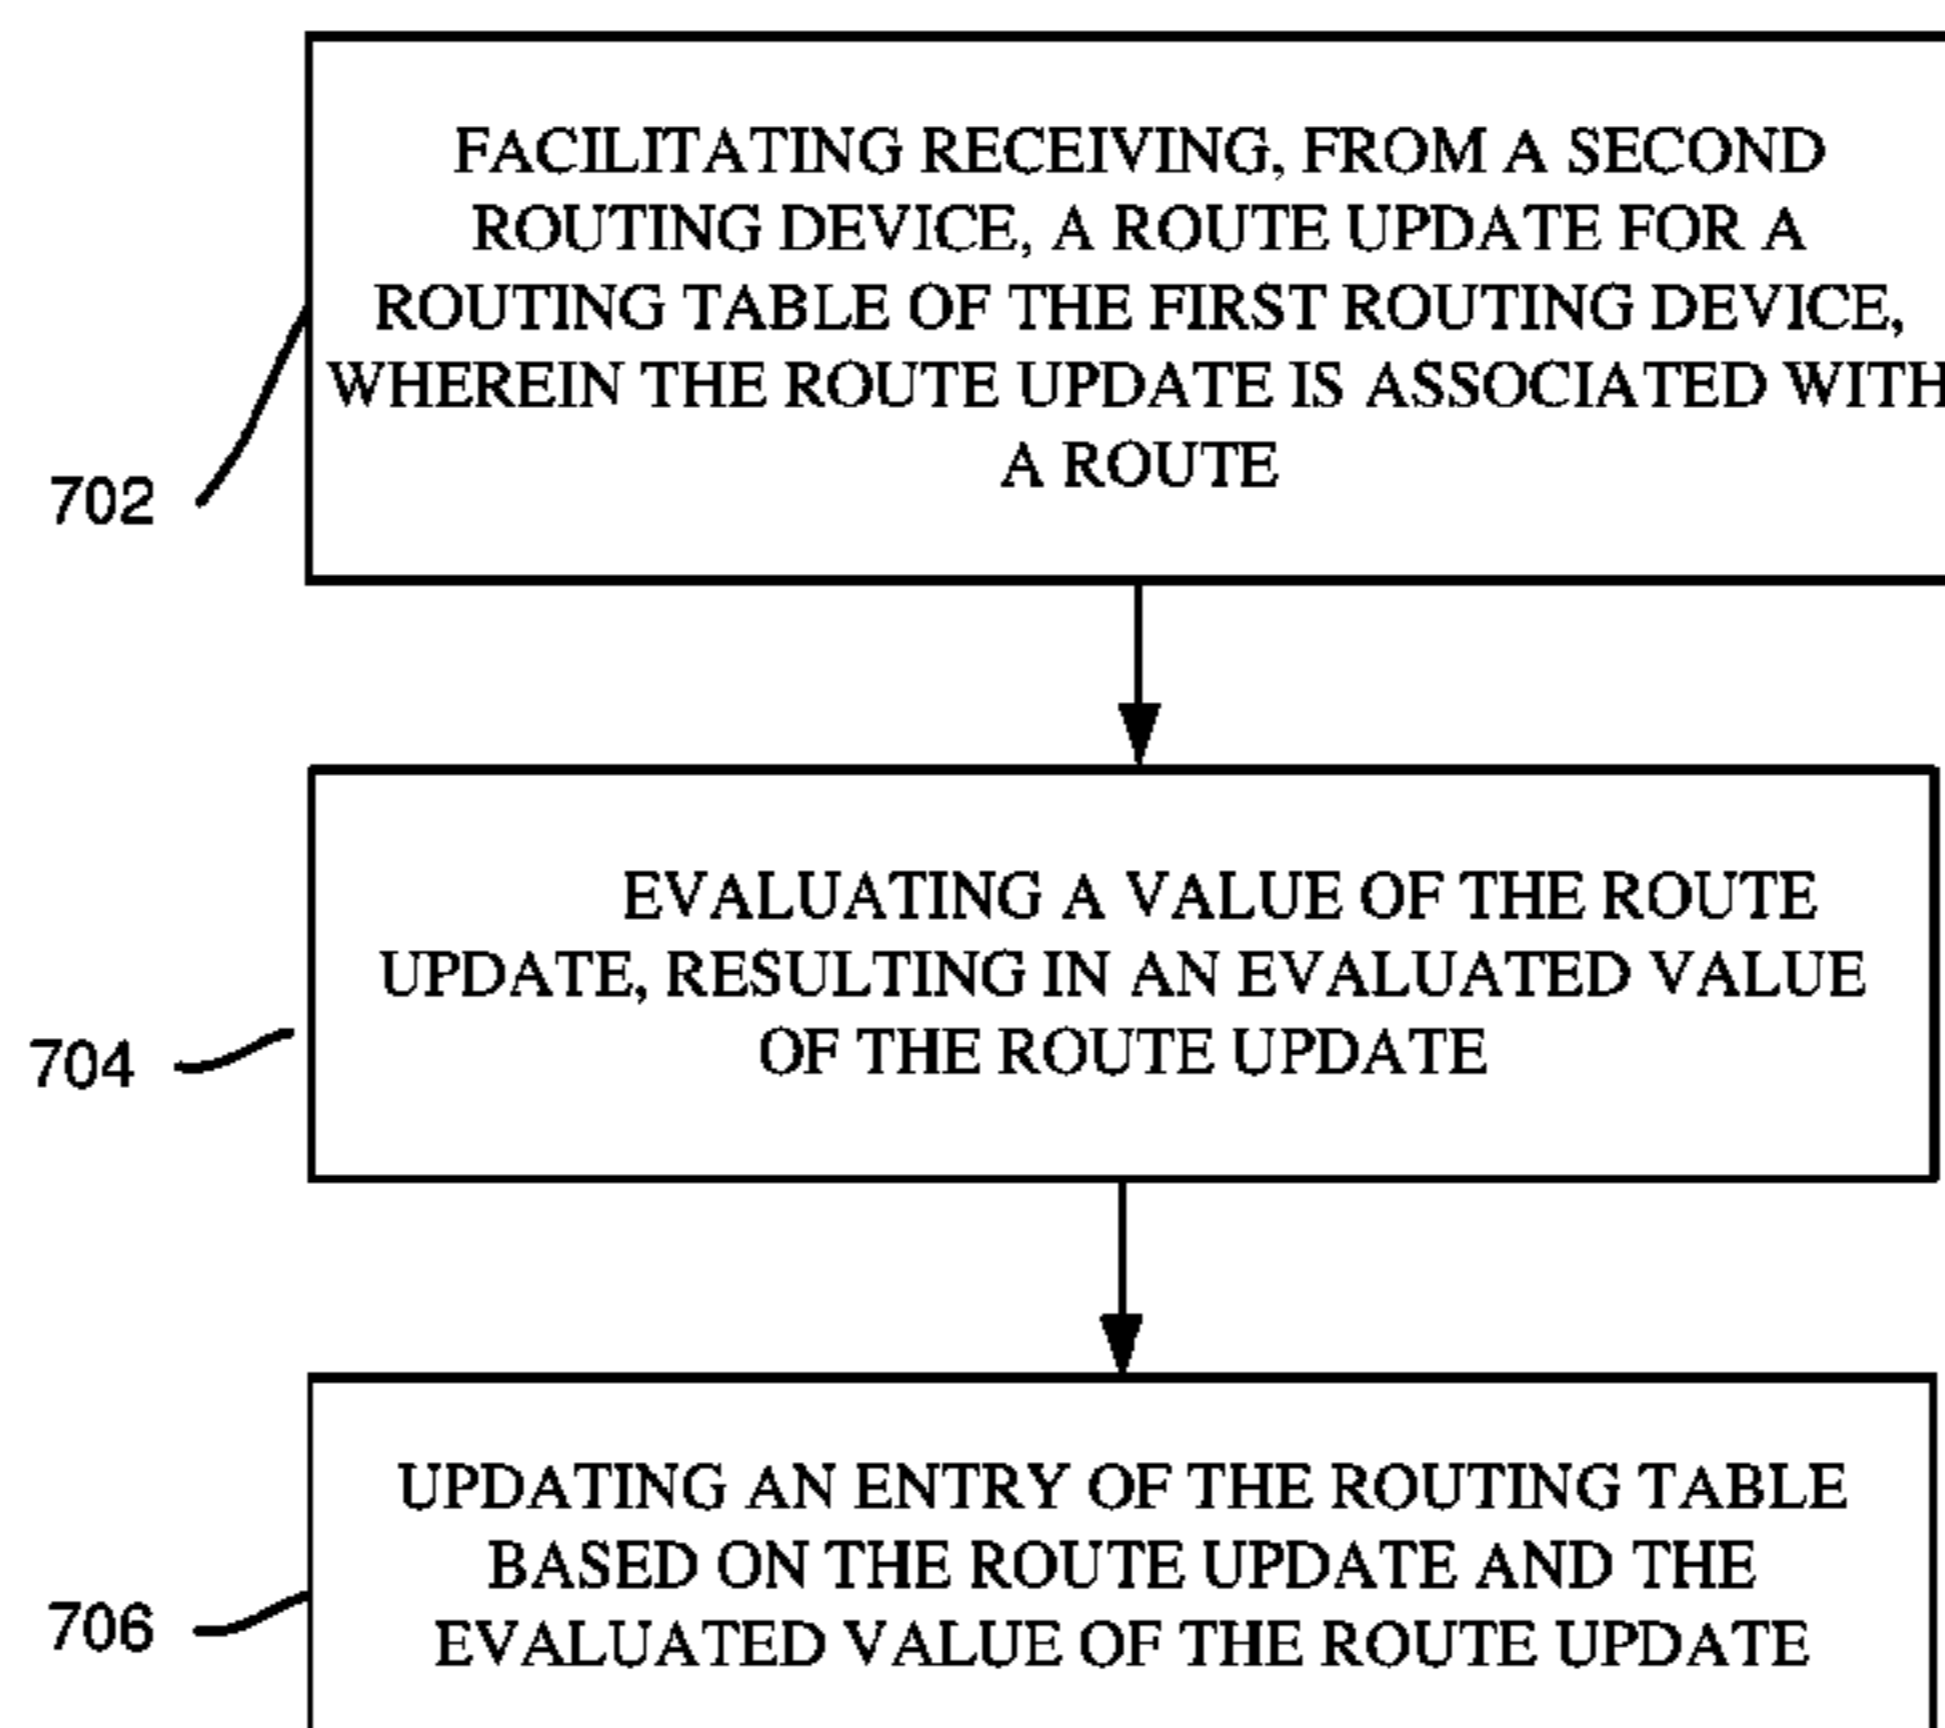 FACILITATING RECEIVING, FROM A SECOND
ROUTING DEVICE, A ROUTE UPDATE FOR A
ROUTING TABLE OF THE FIRST ROUTING DEVICE,
WHEREIN THE ROUTE UPDATE IS ASSOCIATED WITH
A ROUTE
702
EVALUATING A VALUE OF THE ROUTE
UPDATE, RESULTING IN AN EVALUATED VALUE
OF THE ROUTE UPDATE
704
UPDATING AN ENTRY OF THE ROUTING TABLE
BASED ON THE ROUTE UPDATE AND THE
EVALUATED VALUE OF THE ROUTE UPDATE
706